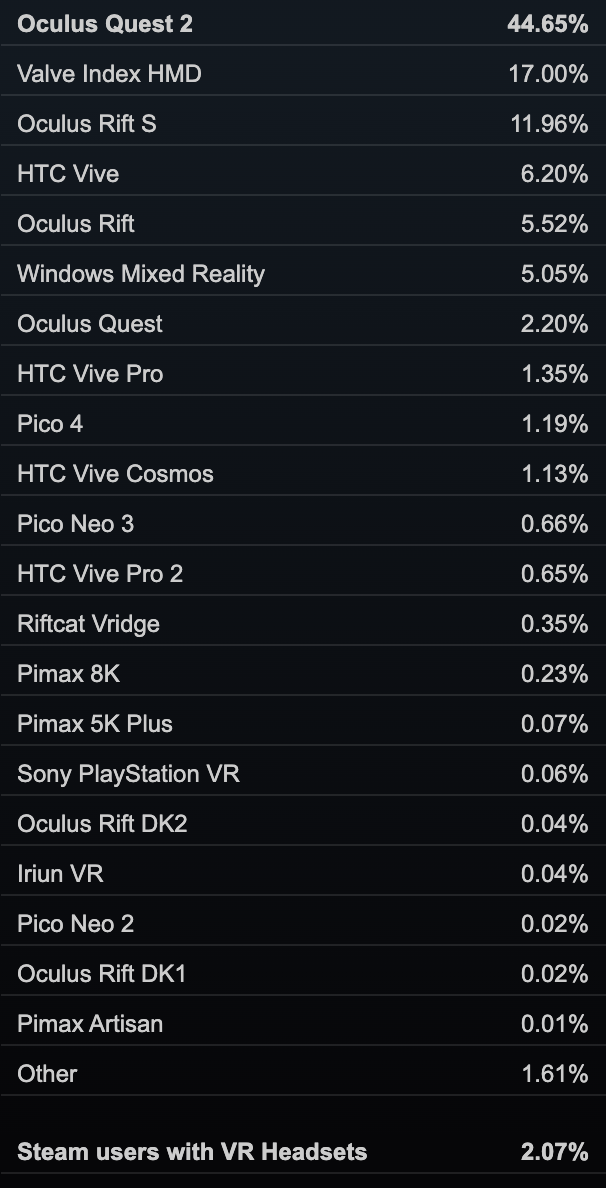 Oculus Quest 2 44.65%
Valve Index HMD 17.00%
Oculus Rift S 11.96%
HTC Vive 6.20%
Oculus Rift 5.52%
Windows Mixed Reality 5.05%
Oculus Quest 2.20%
HTC Vive Pro 1.35%
Pico 4 1.19%
HTC Vive Cosmos 1.13%
Pico Neo 3 0.66%
HTC Vive Pro 2 0.65%
Riftcat Vridge 0.35%
Pimax 8K 0.23%
Pimax 5K Plus 0.07%
Sony PlayStation VR 0.06%
Oculus Rift DK2 0.04%
Iriun VR 0.04%
Pico Neo 2 0.02%
Oculus Rift DK1 0.02%
Pimax Artisan 0.01%
Other 1.61%
Steam users with VR Headsets 2.07%